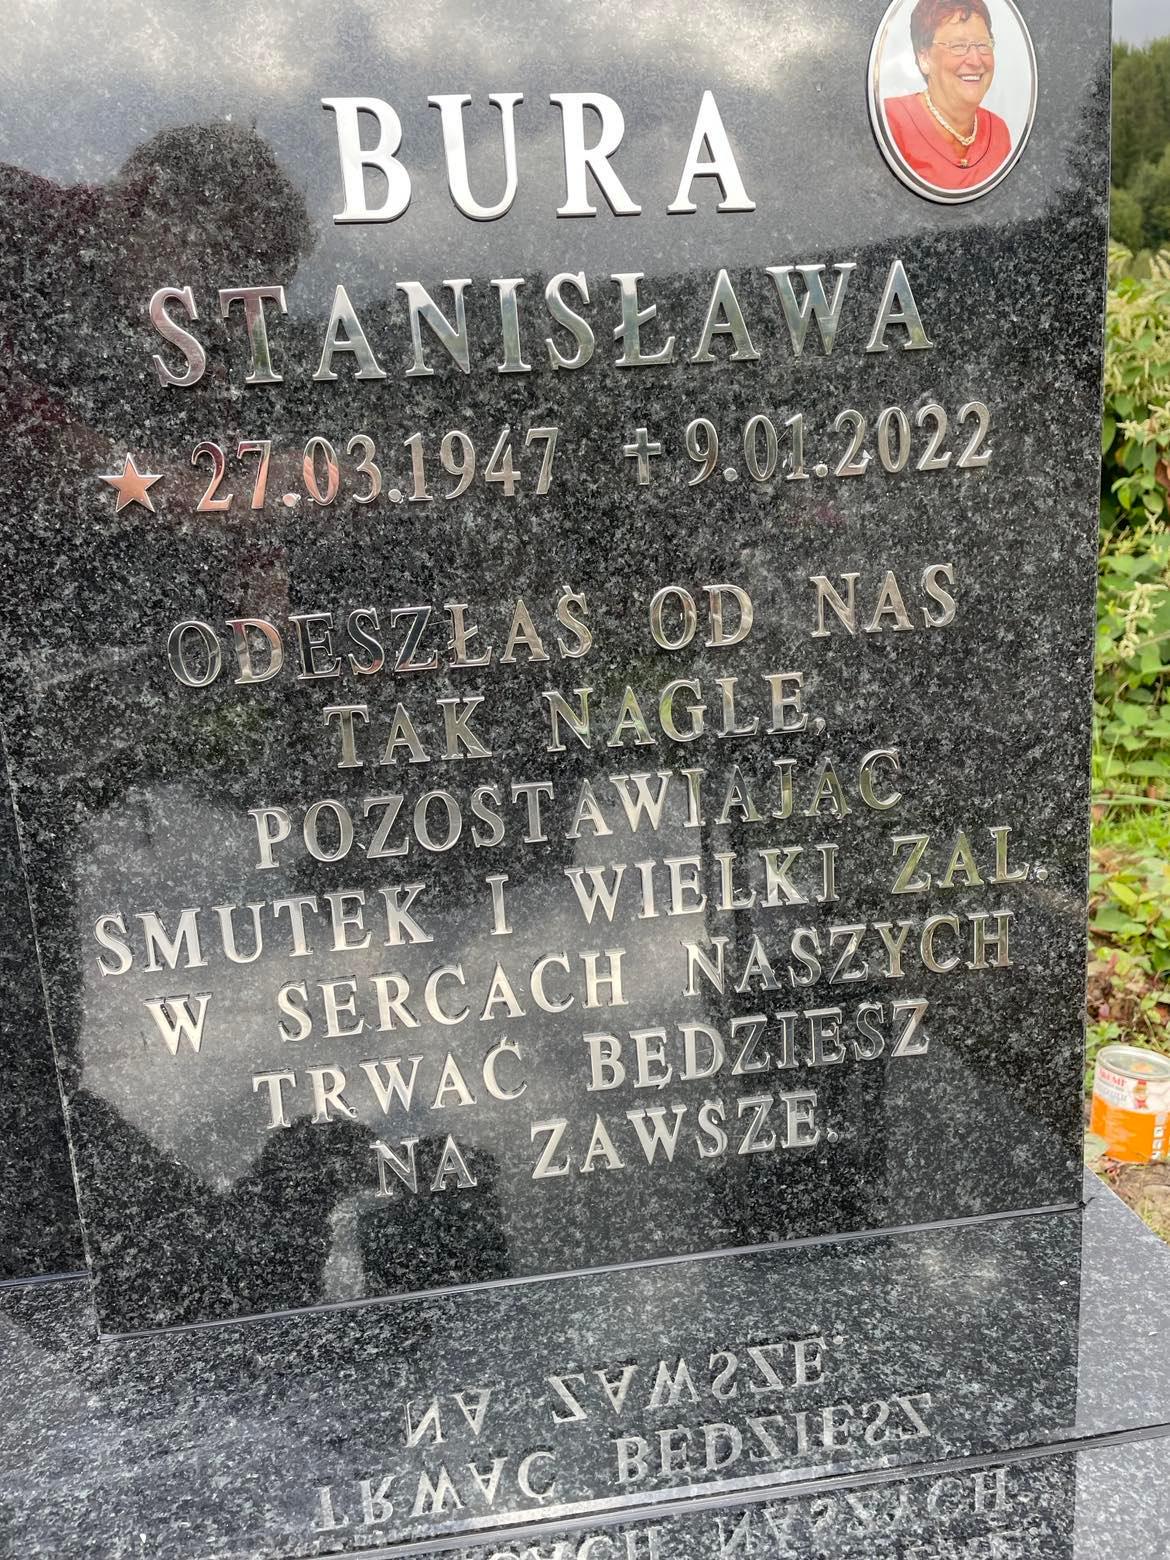 BURA
STANISŁAWA
★ 27.03.1947 ✝ 9.01.2022
ODESZŁAŚ OD NAS
TAK NAGLE,
POZOSTAWIAJĄC
SMUTEK I WIELKI ŻAL.
W SERCACH NASZYCH
TRWAĆ BĘDZIESZ
NA ZAWSZE.